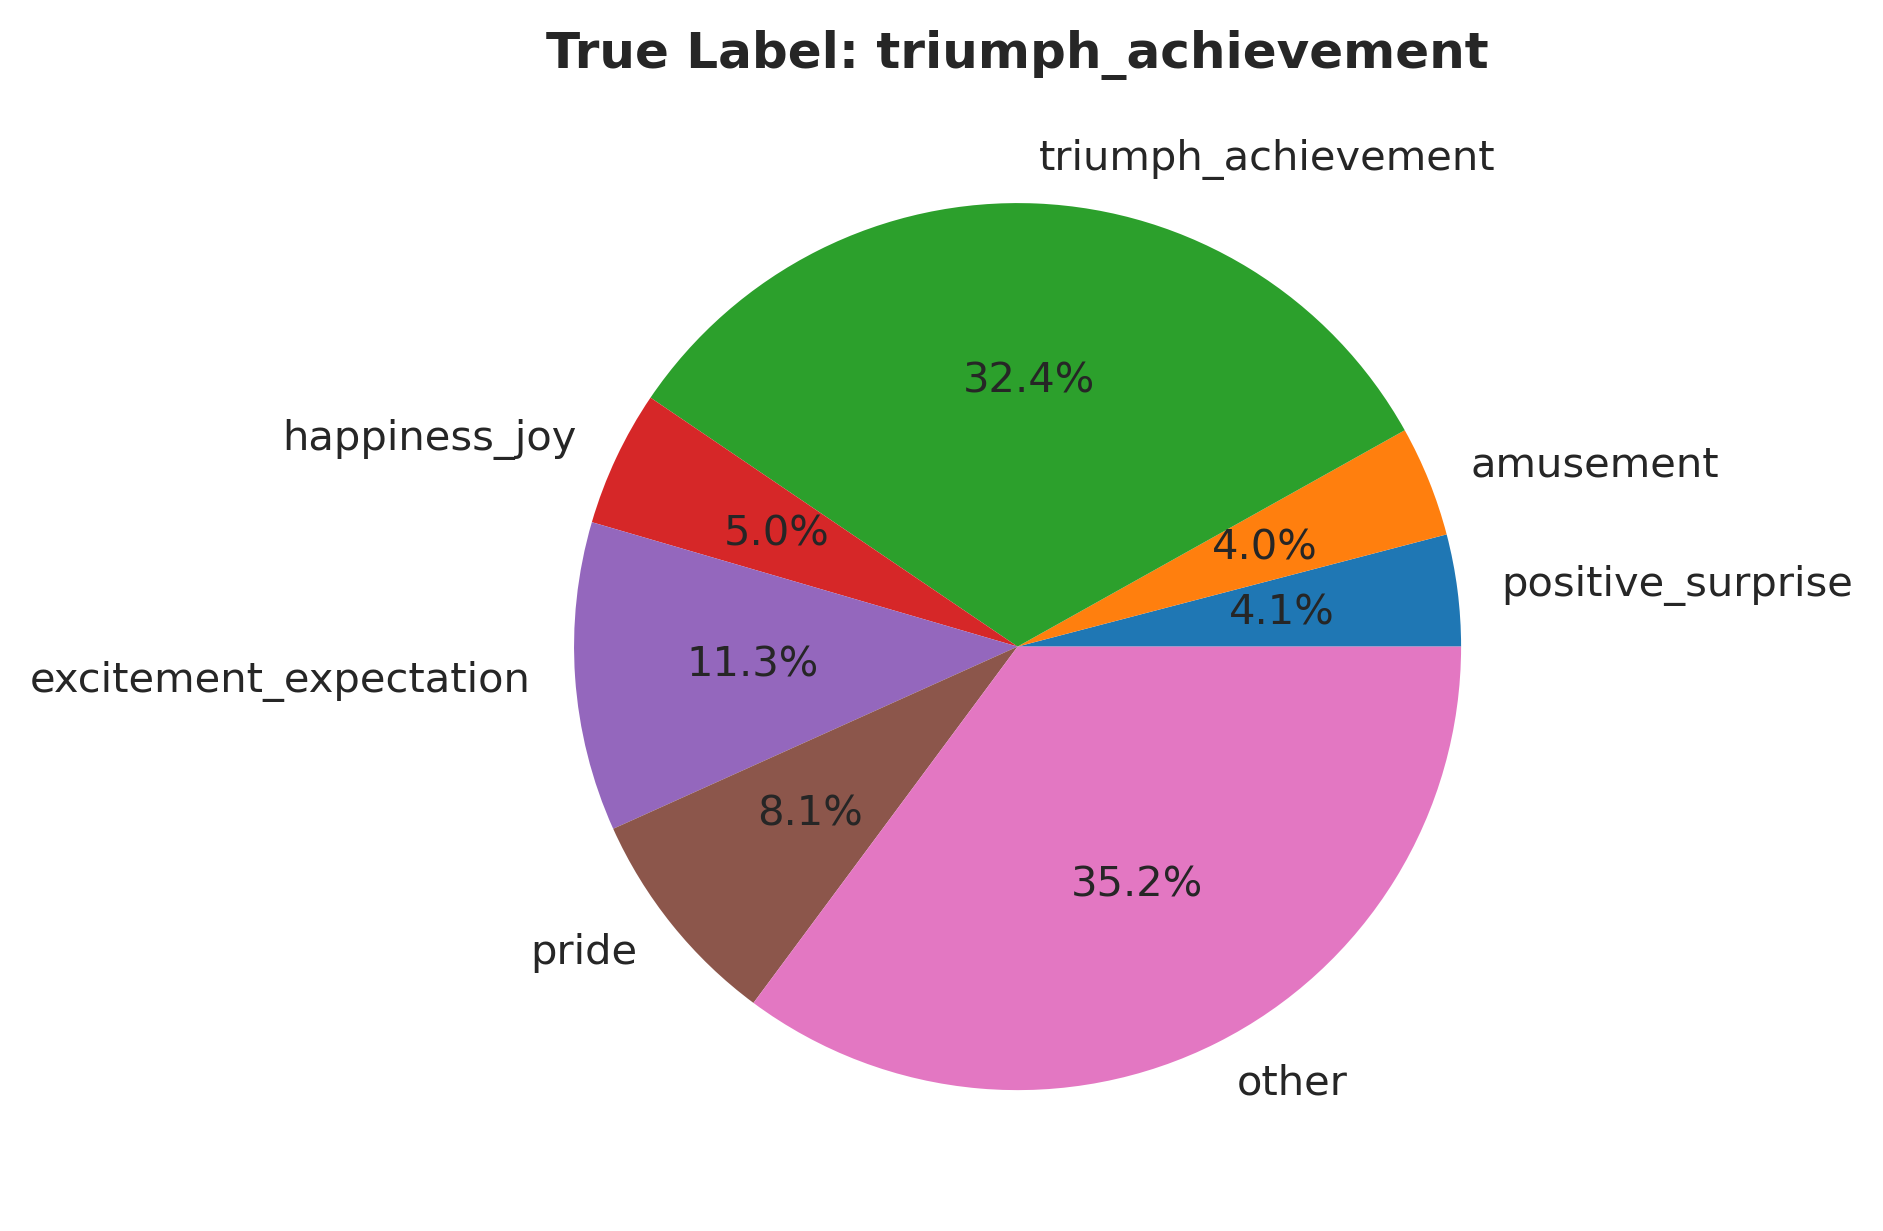 True Label: triumph_achievement
triumph_achievement
32.4%
happiness_joy
5.0%
amusement
4.0%
positive_surprise
4.1%
excitement_expectation
11.3%
pride
8.1%
35.2%
other